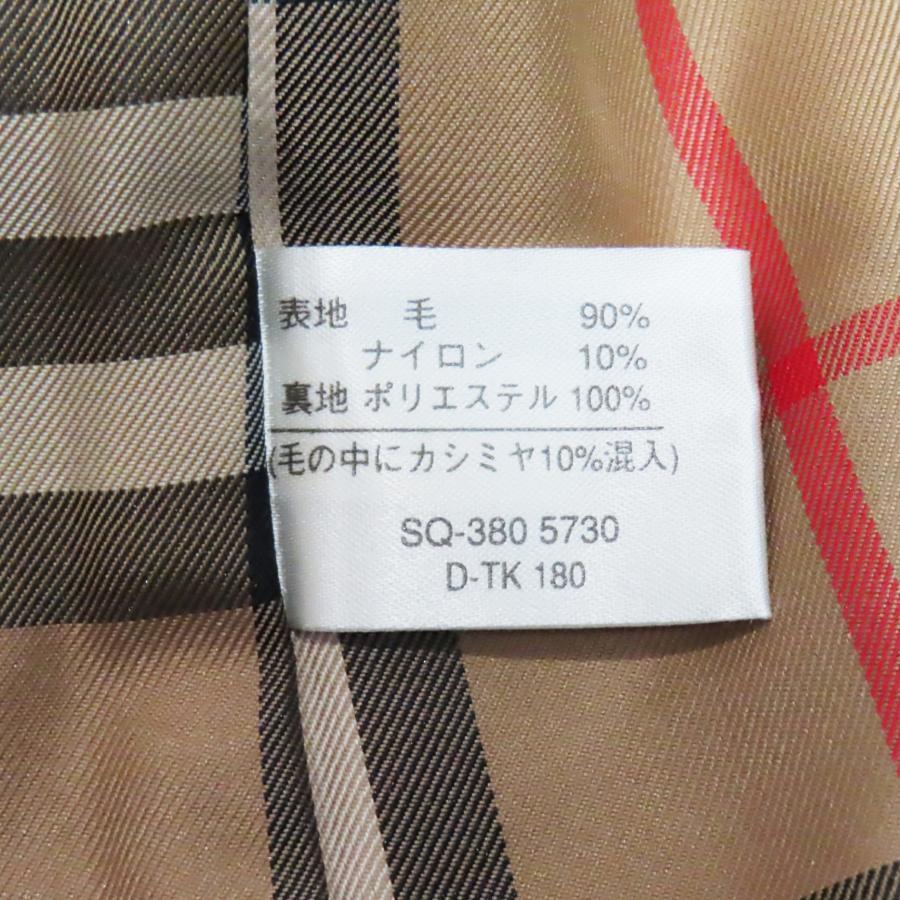 表地 毛 90%
ナイロン 10%
裏地 ポリエステル 100%
(毛の中にカシミヤ10%混入)
SQ-380 5730
D-TK 180